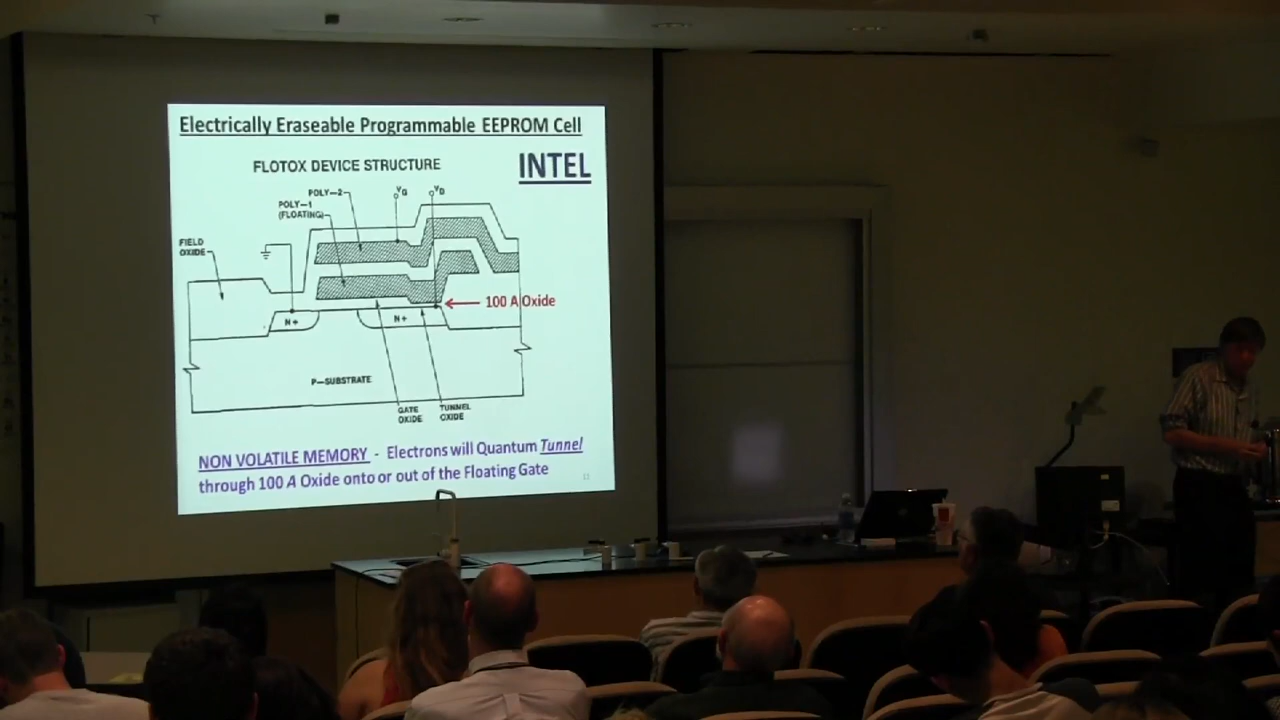 Electrically Eraseable Programmable EEPROM Cell
INTEL
FLOTOX DEVICE STRUCTURE
POLY-2
VG
VD
POLY-1
(FLOATING)
FIELD
OXIDE
100 A Oxide
N+
N+
P-SUBSTRATE
GATE
OXIDE
TUNNEL
OXIDE
NON VOLATILE MEMORY - Electrons will Quantum Tunnel
through 100 A Oxide onto or out of the Floating Gate